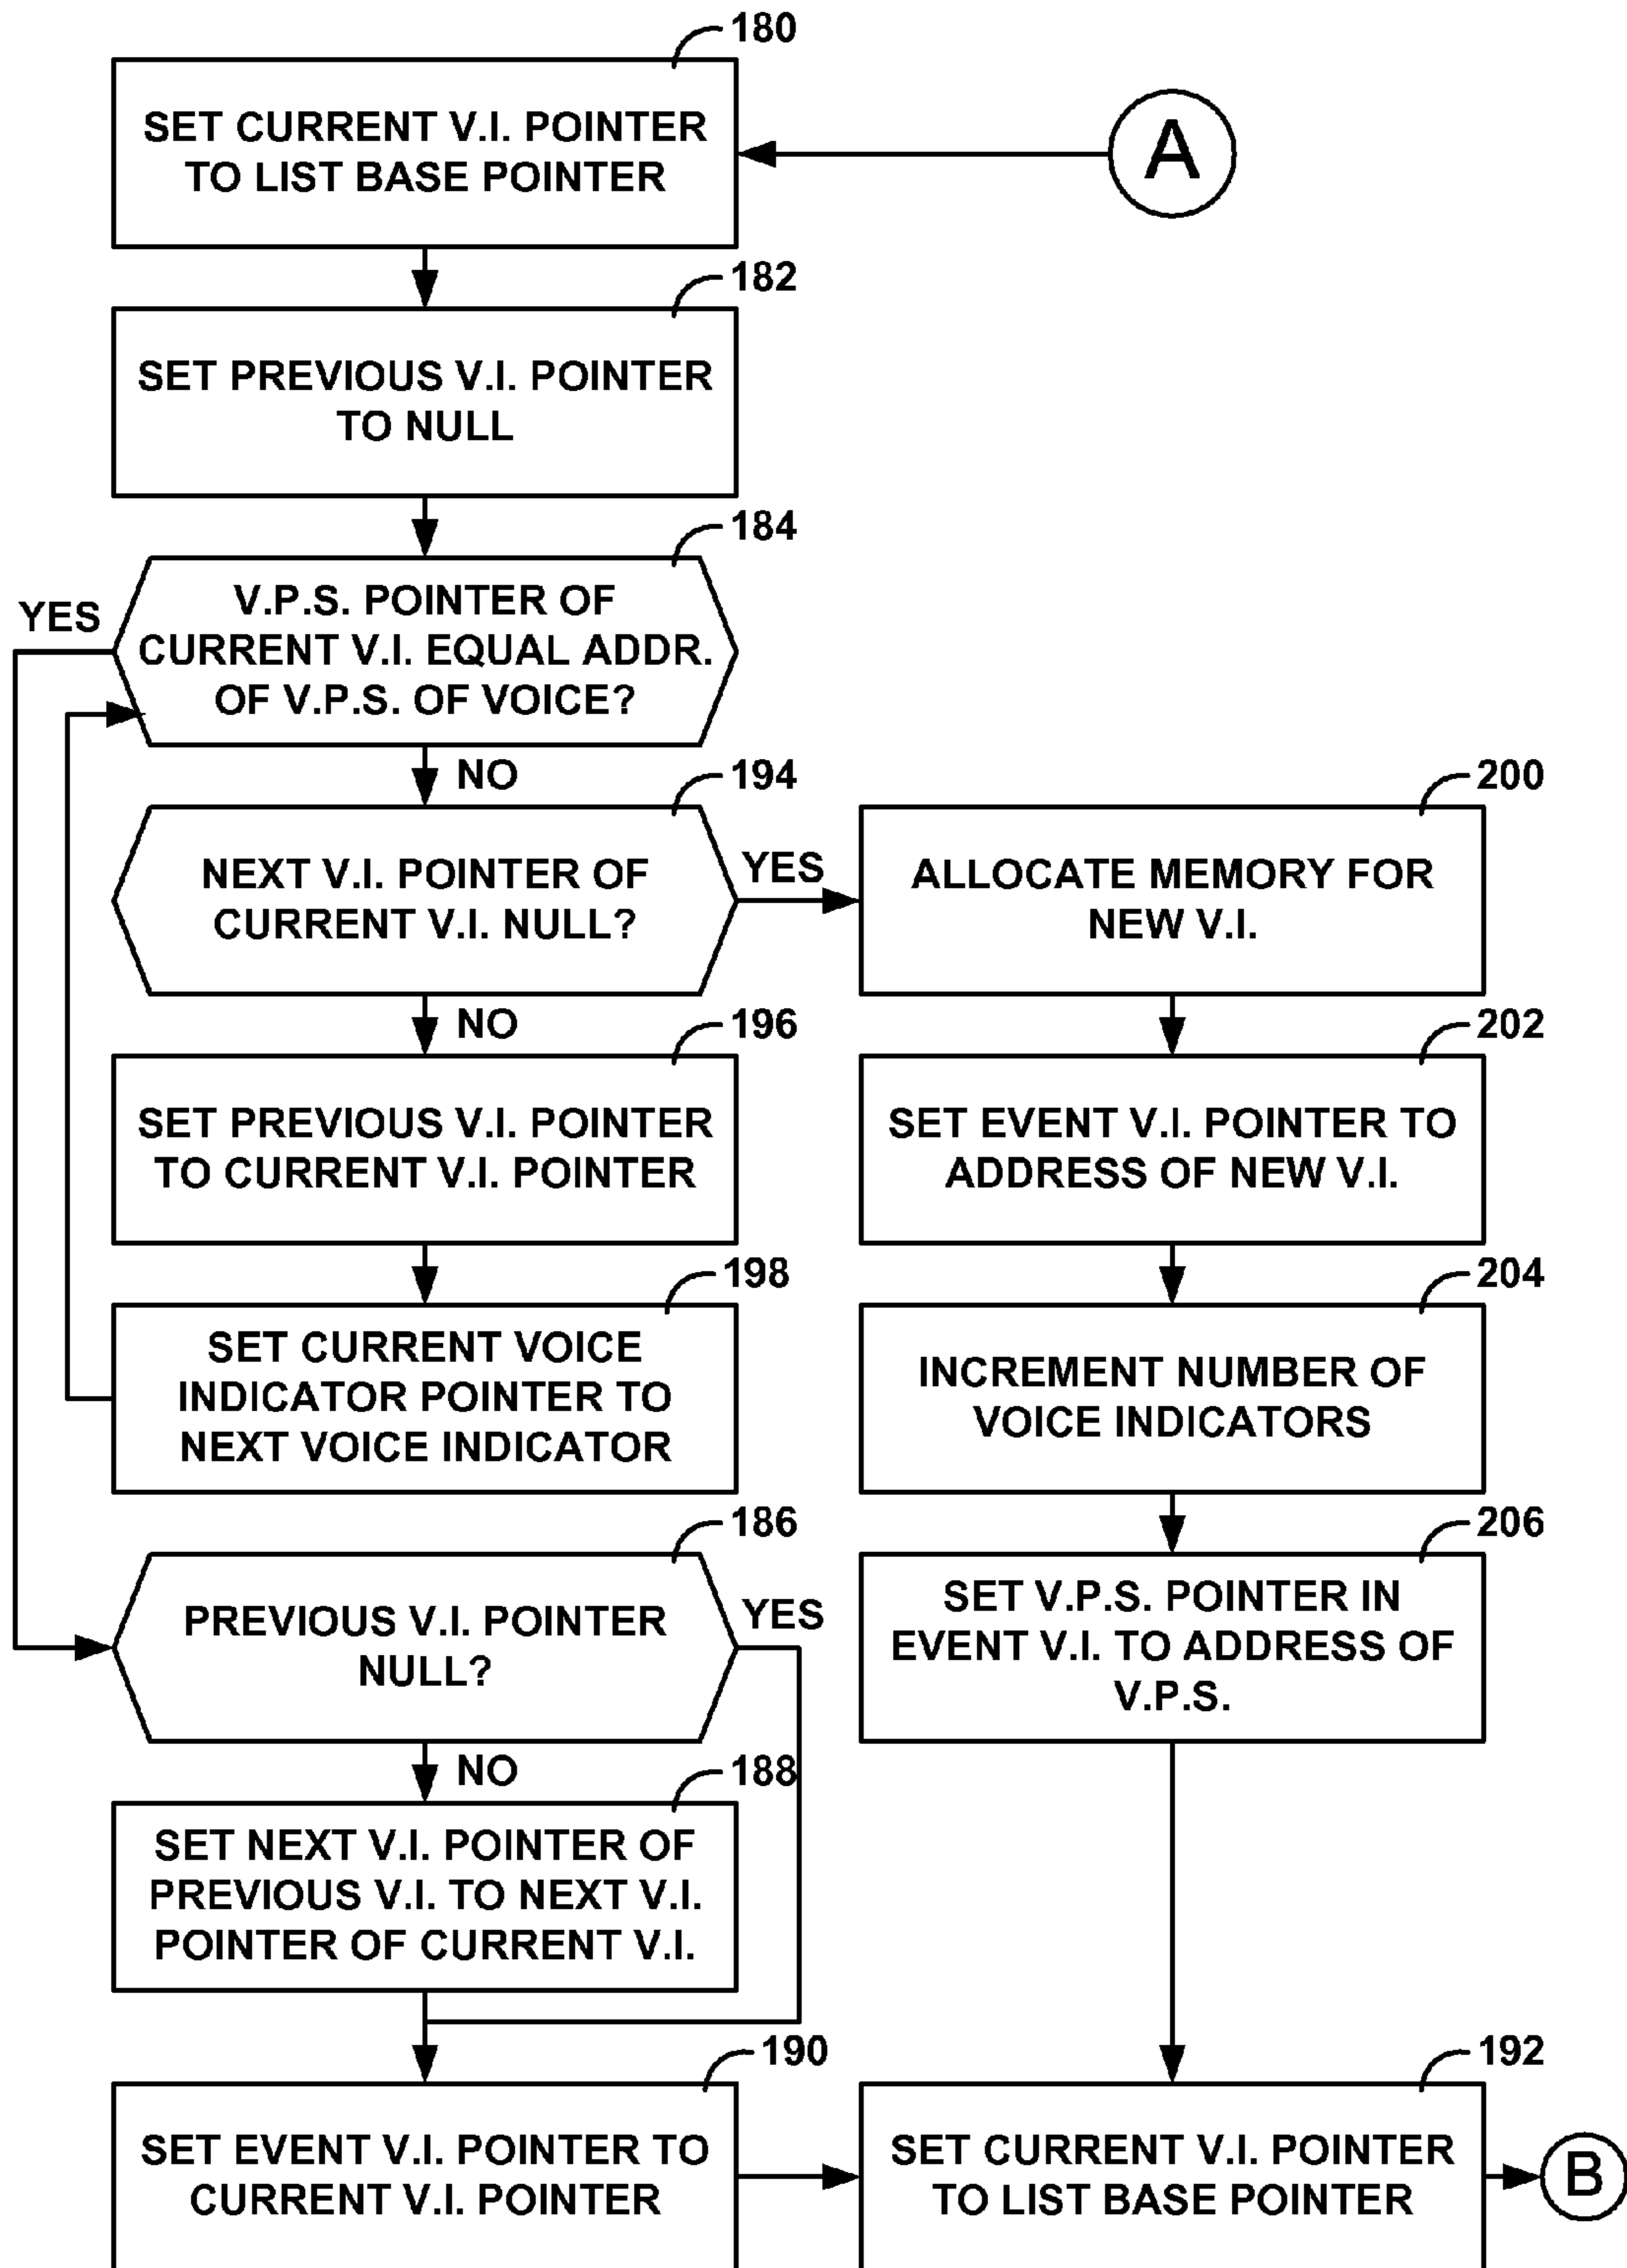 180
SET CURRENT V.I. POINTER
TO LIST BASE POINTER
A
182
SET PREVIOUS V.I. POINTER
TO NULL
184
YES
V.P.S. POINTER OF
CURRENT V.I. EQUAL ADDR.
OF V.P.S. OF VOICE?
NO
194
NEXT V.I. POINTER OF
CURRENT V.I. NULL?
YES
200
ALLOCATE MEMORY FOR
NEW V.I.
NO
196
SET PREVIOUS V.I. POINTER
TO CURRENT V.I. POINTER
202
SET EVENT V.I. POINTER TO
ADDRESS OF NEW V.I.
198
SET CURRENT VOICE
INDICATOR POINTER TO
NEXT VOICE INDICATOR
204
INCREMENT NUMBER OF
VOICE INDICATORS
186
PREVIOUS V.I. POINTER
NULL?
YES
206
SET V.P.S. POINTER IN
EVENT V.I. TO ADDRESS OF
V.P.S.
NO
188
SET NEXT V.I. POINTER OF
PREVIOUS V.I. TO NEXT V.I.
POINTER OF CURRENT V.I.
190
SET EVENT V.I. POINTER TO
CURRENT V.I. POINTER
192
SET CURRENT V.I. POINTER
TO LIST BASE POINTER
B